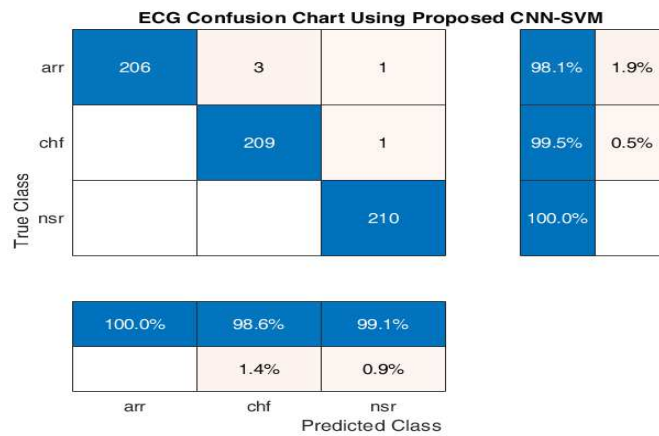 ECG Confusion Chart Using Proposed CNN-SVM
arr 206 3 1 98.1% 1.9%
chf 209 1 99.5% 0.5%
nsr 210 100.0%
True Class
100.0% 98.6% 99.1%
1.4% 0.9%
arr chf nsr
Predicted Class